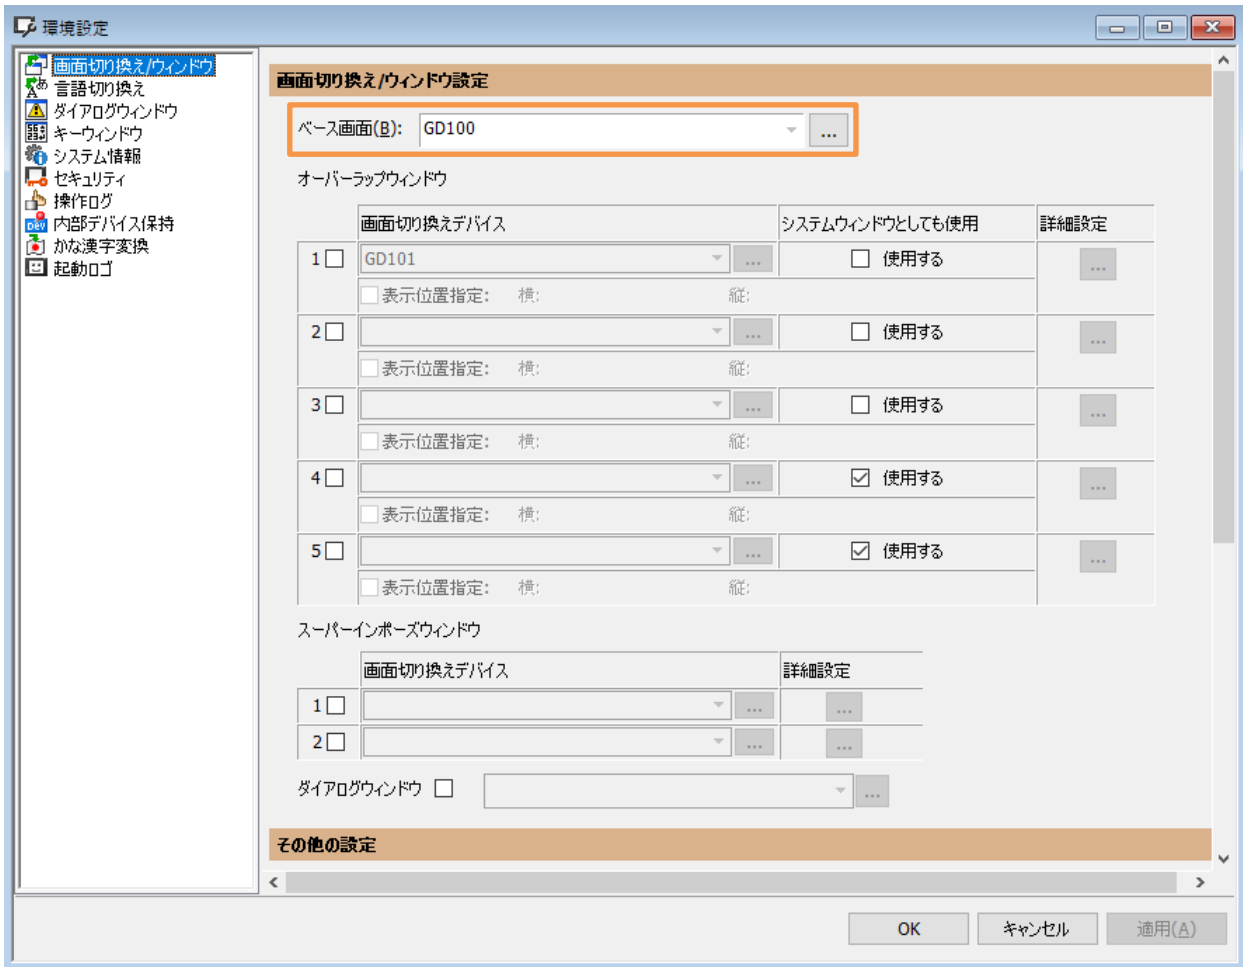 環境設定
画面切り換え/ウィンドウ
言語切り換え
ダイアログウィンドウ
キーウィンドウ
システム情報
セキュリティ
操作ログ
内部デバイス保持
かな漢字変換
起動ロゴ
画面切り換え/ウィンドウ設定
ベース画面(B): GD100 ...
オーバーラップウィンドウ
画面切り換えデバイス システムウィンドウとしても使用 詳細設定
1 GD101 ... 使用する ...
表示位置指定: 横: 縦:
2 ... 使用する ...
表示位置指定: 横: 縦:
3 ... 使用する ...
表示位置指定: 横: 縦:
4 ... 使用する ...
表示位置指定: 横: 縦:
5 ... 使用する ...
表示位置指定: 横: 縦:
スーパーインポーズウィンドウ
画面切り換えデバイス 詳細設定
1 ... ...
2 ... ...
ダイアログウィンドウ ...
その他の設定
OK キャンセル 適用(A)